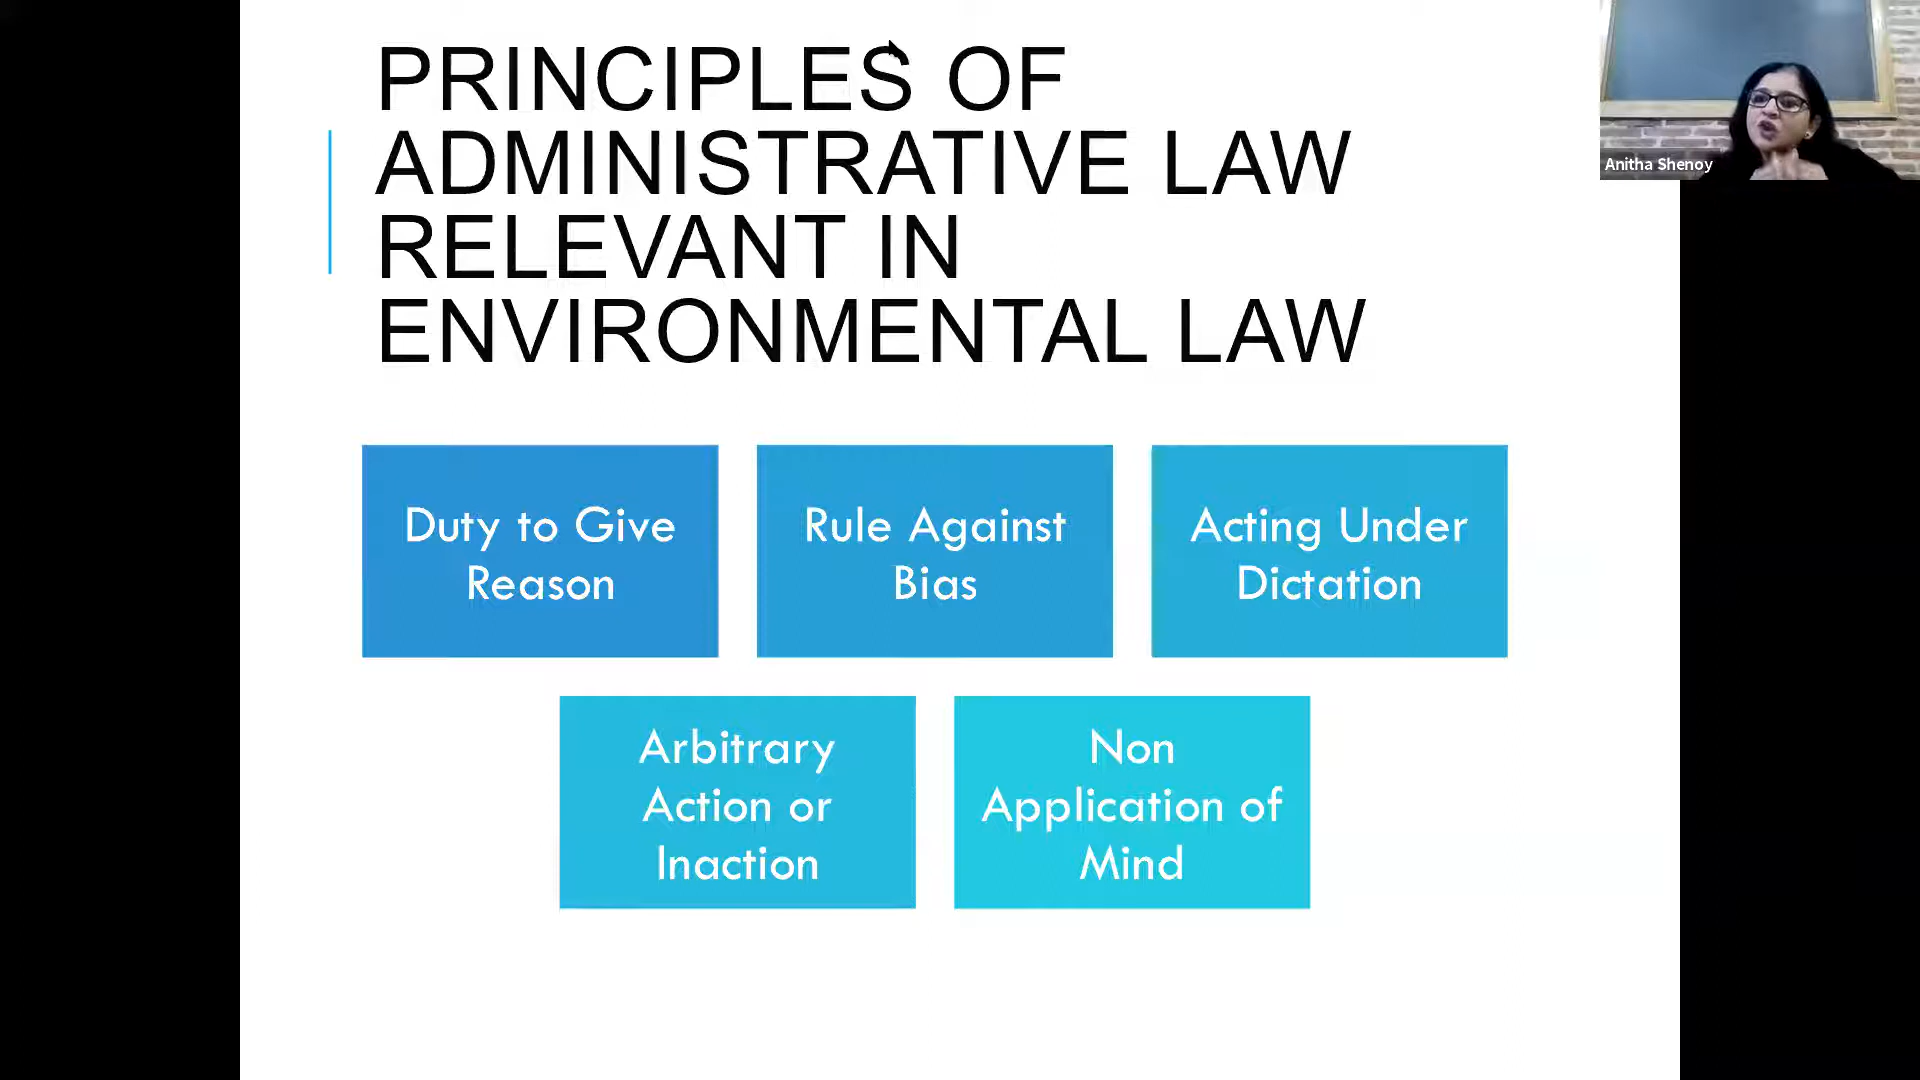 PRINCIPLES OF
ADMINISTRATIVE LAW
RELEVANT IN
ENVIRONMENTAL LAW
Anitha Shenoy
Duty to Give
Reason
Rule Against
Bias
Acting Under
Dictation
Arbitrary
Action or
Inaction
Non
Application of
Mind